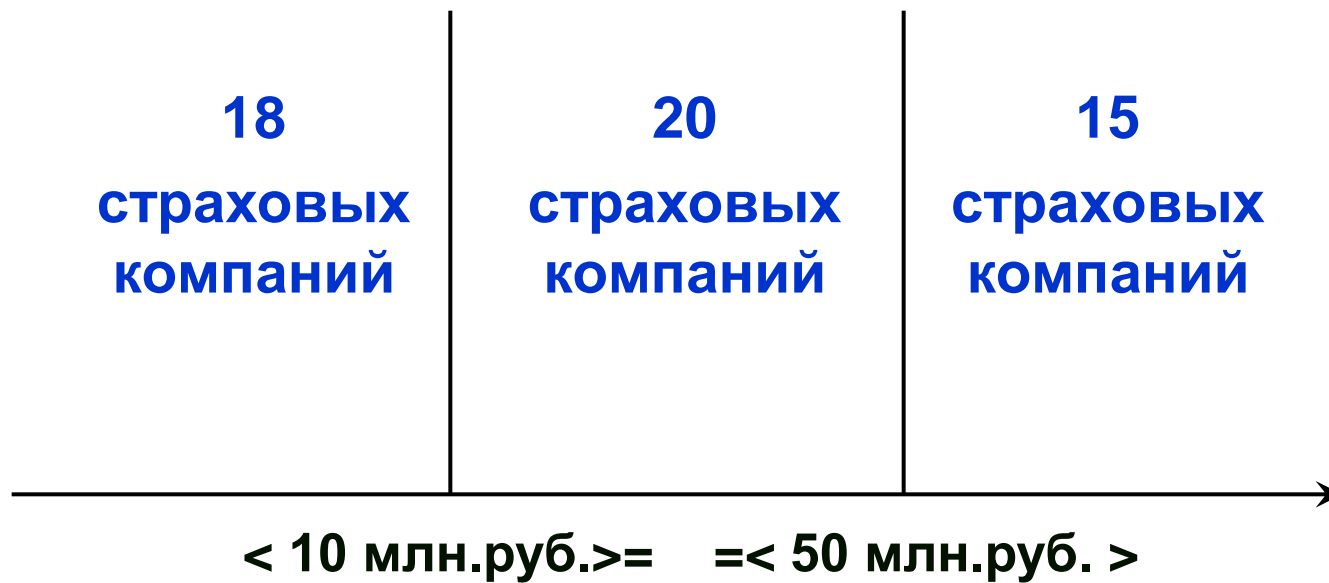 18
страховых
компаний
20
страховых
компаний
15
страховых
компаний
< 10 млн.руб.>= =< 50 млн.руб. >